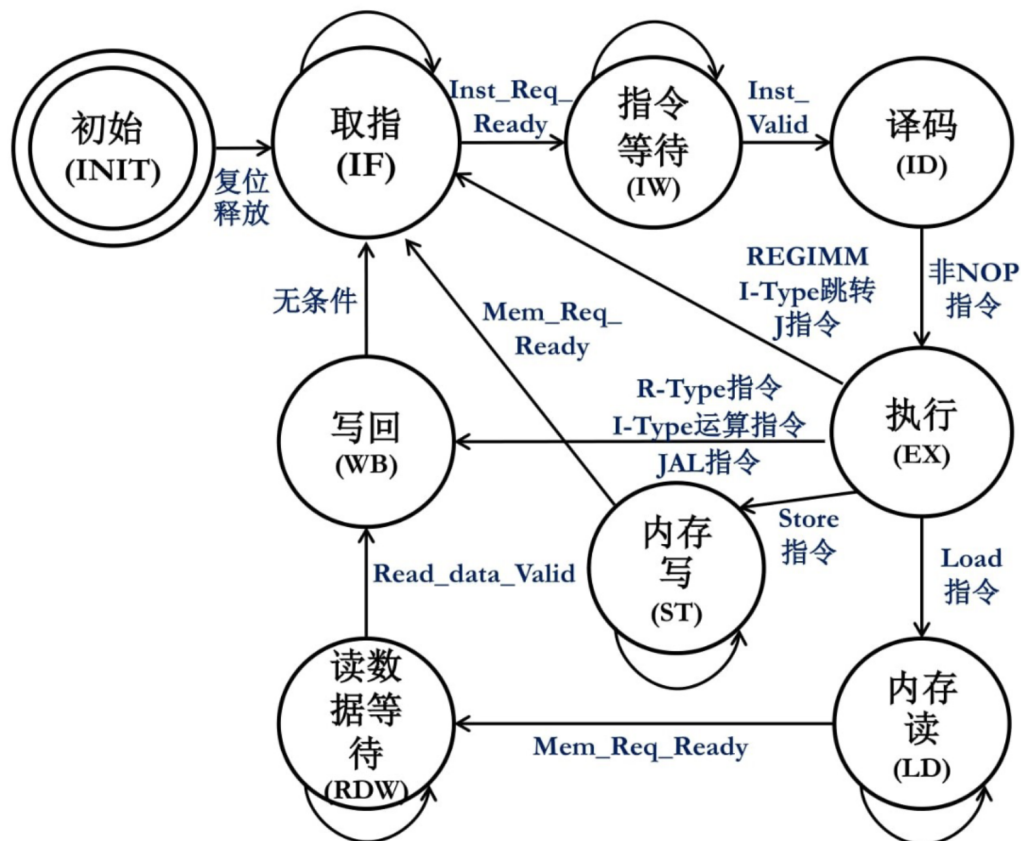 初始
(INIT)
复位
释放
取指
(IF)
Inst_Req_
Ready
指令
等待
(IW)
Inst_
Valid
译码
(ID)
非NOP
指令
REGIMM
I-Type跳转
J指令
无条件
Mem_Req_
Ready
写回
(WB)
R-Type指令
I-Type运算指令
JAL指令
执行
(EX)
Store
指令
Load
指令
内存
写
(ST)
Read_data_Valid
读数
据等
待
(RDW)
Mem_Req_Ready
内存
读
(LD)